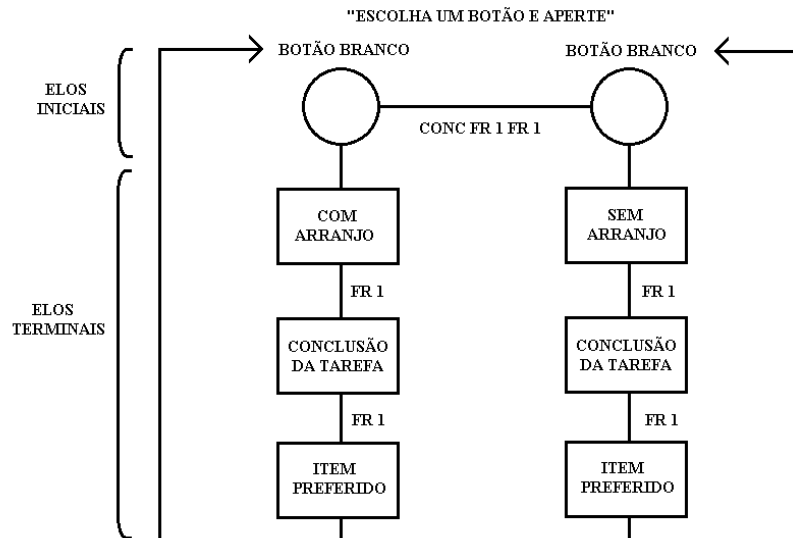 "ESCOLHA UM BOTÃO E APERTE"
BOTÃO BRANCO
BOTÃO BRANCO
ELOS
INICIAIS
CONC FR 1 FR 1
COM
ARRANJO
SEM
ARRANJO
FR 1
FR 1
ELOS
TERMINAIS
CONCLUSÃO
DA TAREFA
CONCLUSÃO
DA TAREFA
FR 1
FR 1
ITEM
PREFERIDO
ITEM
PREFERIDO